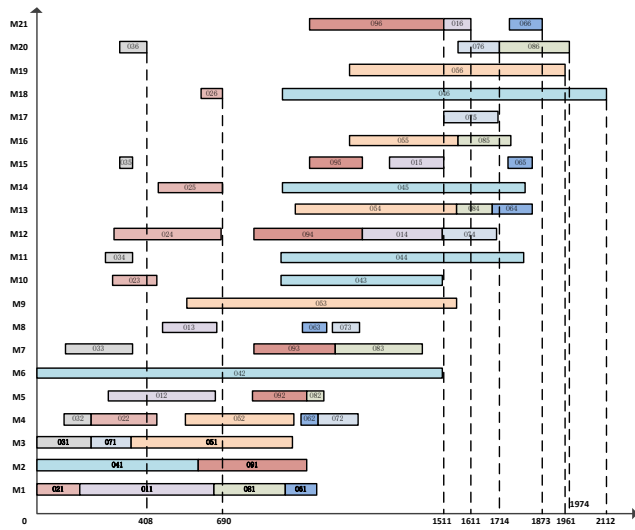 M21 096 016 066
M20 036 076 086
M19 056
M18 026 046
M17 075
M16 055 085
M15 035 095 015 065
M14 025 045
M13 054 084 064
M12 024 094 014 074
M11 034 044
M10 023 043
M9 053
M8 013 063 073
M7 033 093 083
M6 042
M5 012 092 082
M4 032 022 052 062 072
M3 031 071 051
M2 041 091
M1 021 011 081 061
1974
0 408 690 1511 1611 1714 1873 1961 2112